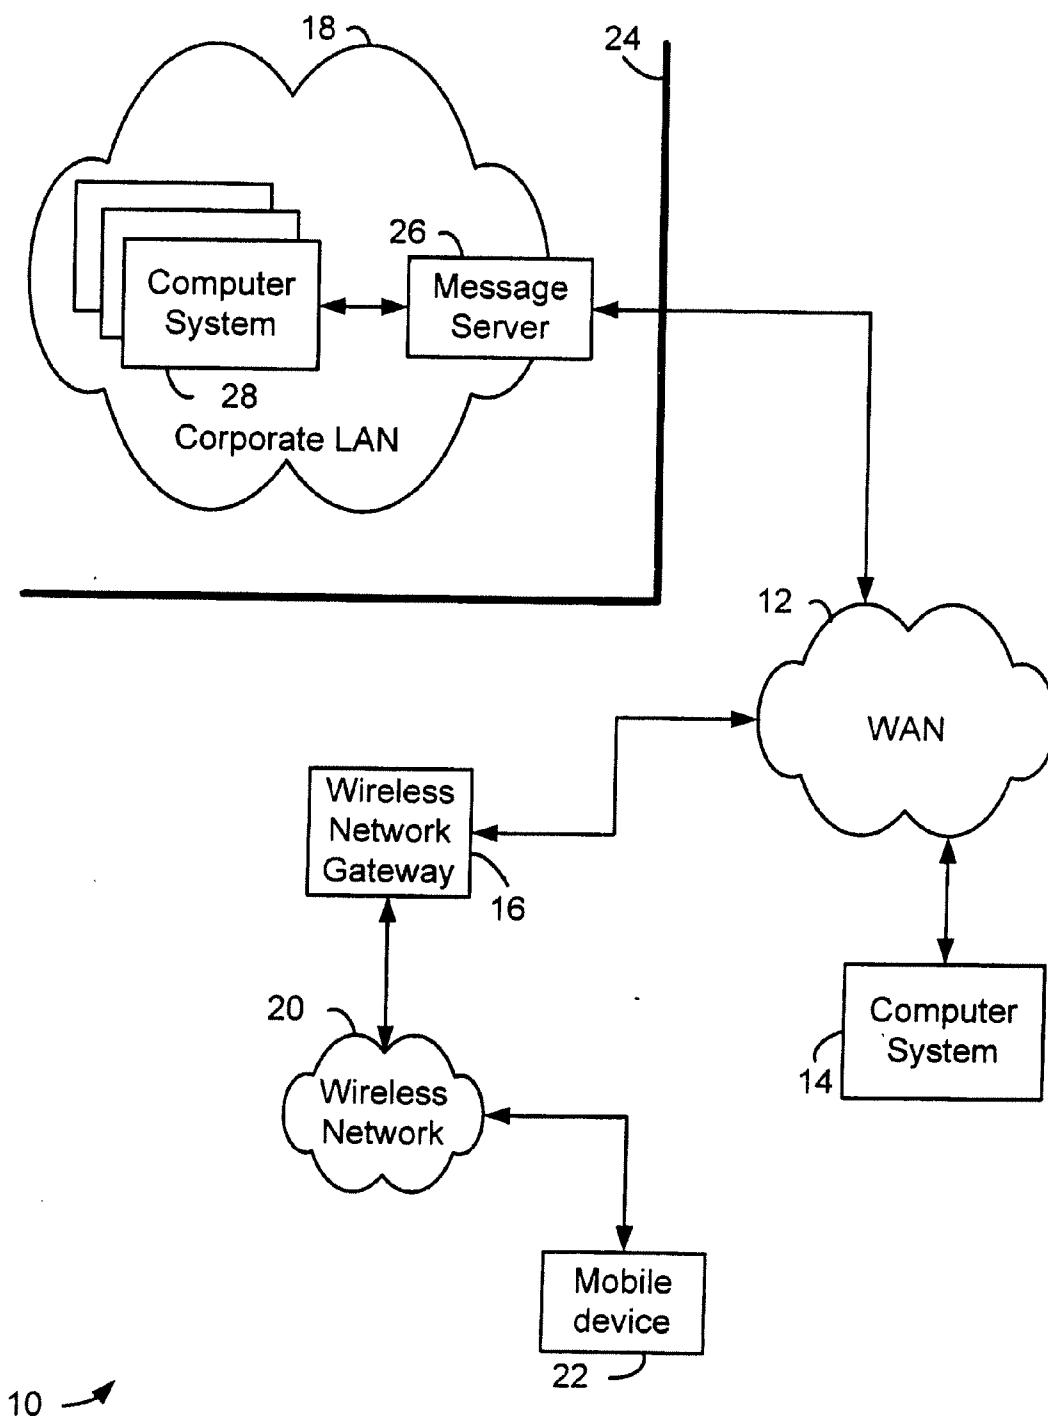 18
24
26
Computer
System
Message
Server
28
Corporate LAN
12
WAN
Wireless
Network
Gateway
16
20
Computer
System
14
Wireless
Network
Mobile
device
22
10